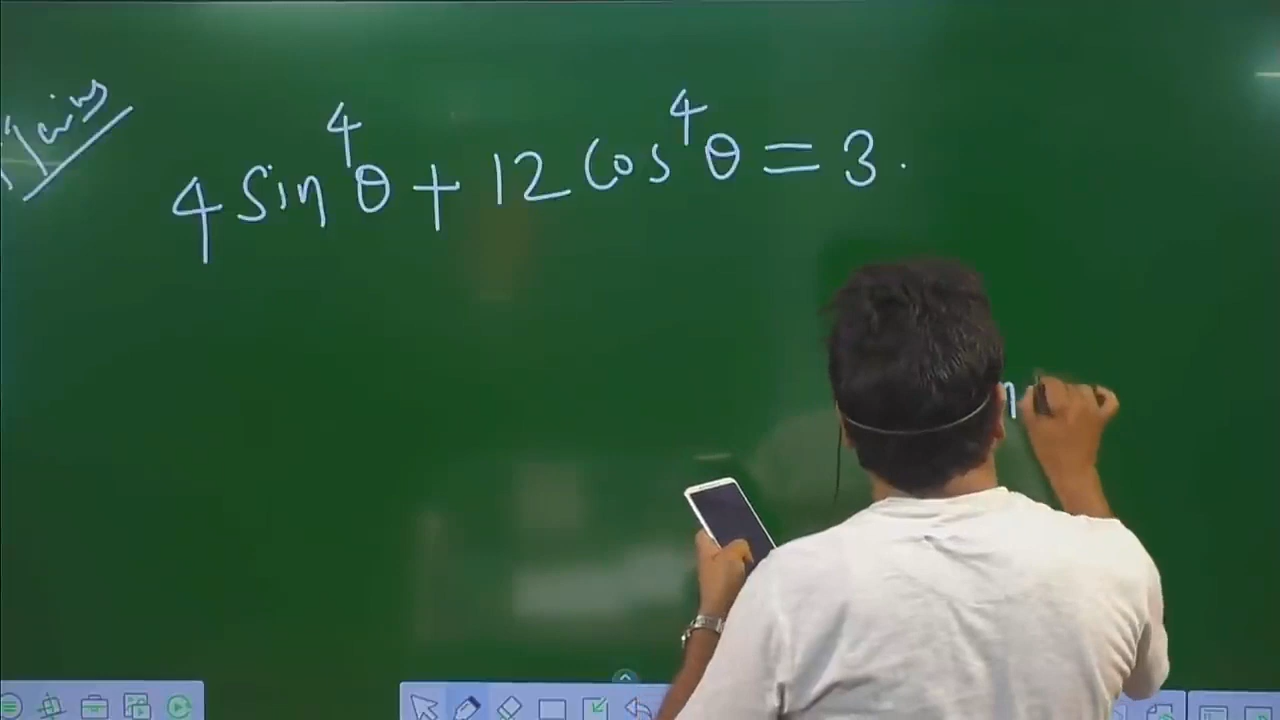 4 sin⁴θ + 12 cos⁴θ = 3.